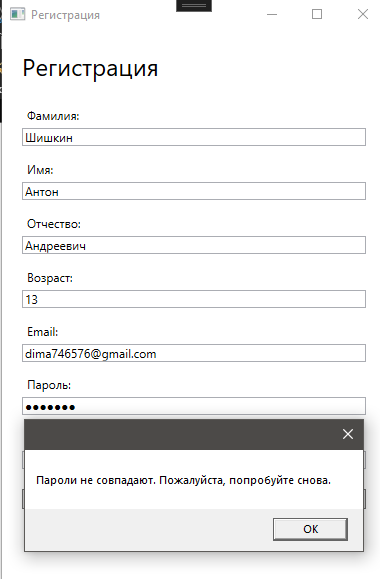 Регистрация
Регистрация
Фамилия:
Шишкин
Имя:
Антон
Отчество:
Андреевич
Возраст:
13
Email:
dima746576@gmail.com
Пароль:
●●●●●●●
Пароли не совпадают. Пожалуйста, попробуйте снова.
OK